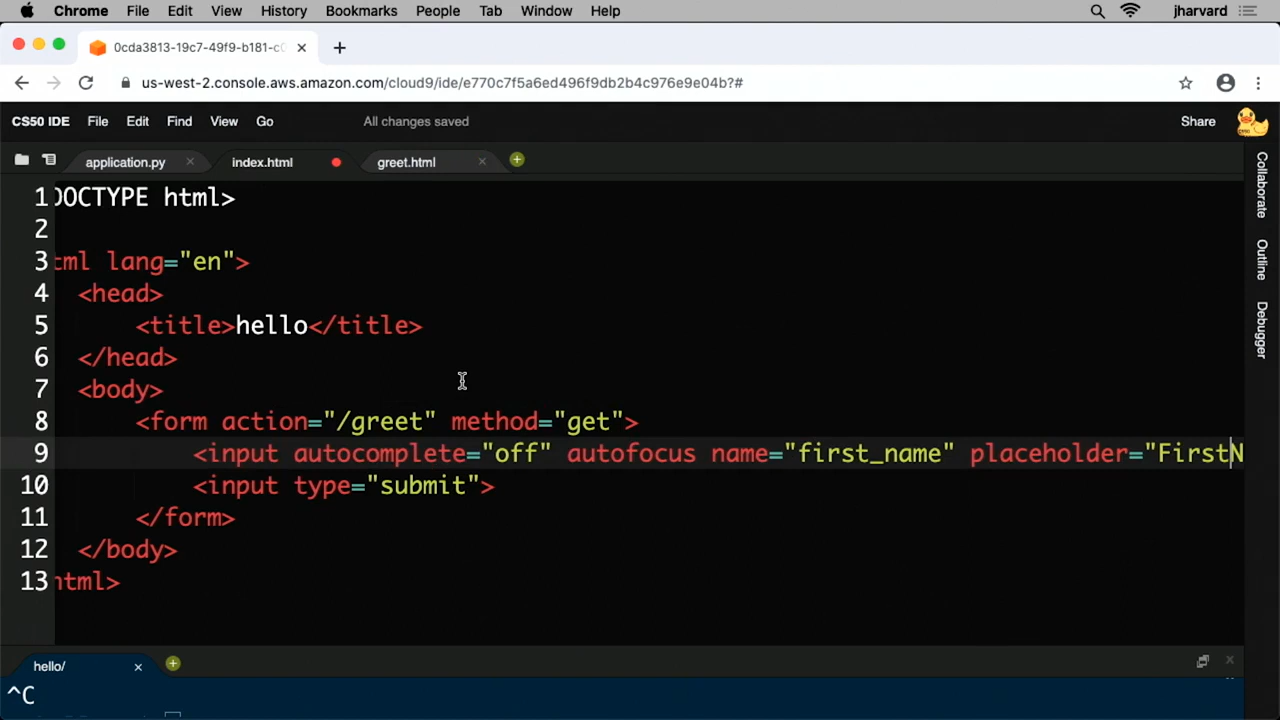 Chrome File Edit View History Bookmarks People Tab Window Help jharvard
0cda3813-19c7-49f9-b181-c0
us-west-2.console.aws.amazon.com/cloud9/ide/e770c7f5a6ed496f9db2b4c976e9e04b?#
CS50 IDE File Edit Find View Go All changes saved Share
application.py index.html greet.html
1 DOCTYPE html>
2
3 tml lang="en">
4 <head>
5 <title>hello</title>
6 </head>
7 <body>
8 <form action="/greet" method="get">
9 <input autocomplete="off" autofocus name="first_name" placeholder="FirstN
10 <input type="submit">
11 </form>
12 </body>
13 html>
Collaborate
Outline
Debugger
hello/
^C